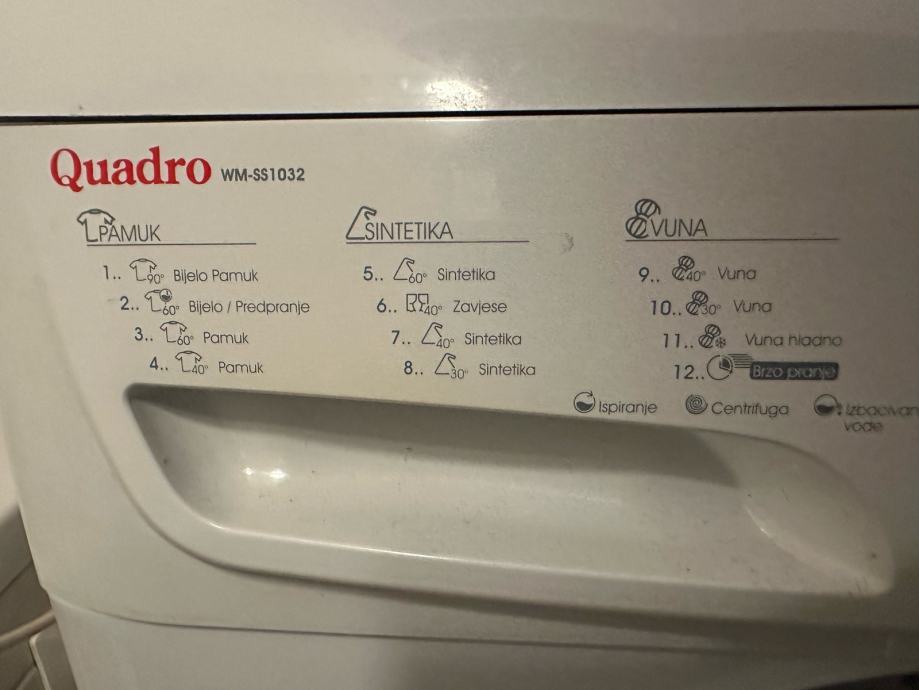 Quadro WM-SS1032
PAMUK
1.. 90° Bijelo Pamuk
2.. 60° Bijelo / Predpranje
3.. 60° Pamuk
4.. 40° Pamuk
SINTETIKA
5.. 60° Sintetika
6.. 40° Zavjese
7.. 40° Sintetika
8.. 30° Sintetika
VUNA
9.. 40° Vuna
10.. 30° Vuna
11.. Vuna hladno
12.. Brzo pranje
Ispiranje Centrifuga Izbacivan
vode